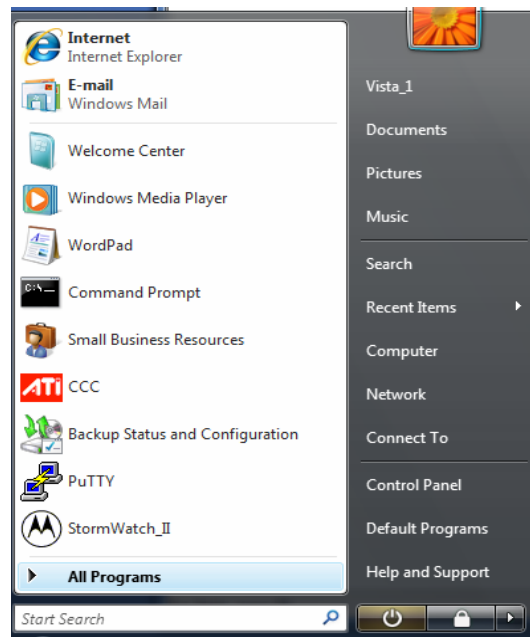 Internet
Internet Explorer
E-mail
Windows Mail
Welcome Center
Windows Media Player
WordPad
C:\
Command Prompt
Small Business Resources
ATI
CCC
Backup Status and Configuration
PuTTY
StormWatch_II
All Programs
Start Search
Vista_1
Documents
Pictures
Music
Search
Recent Items
Computer
Network
Connect To
Control Panel
Default Programs
Help and Support